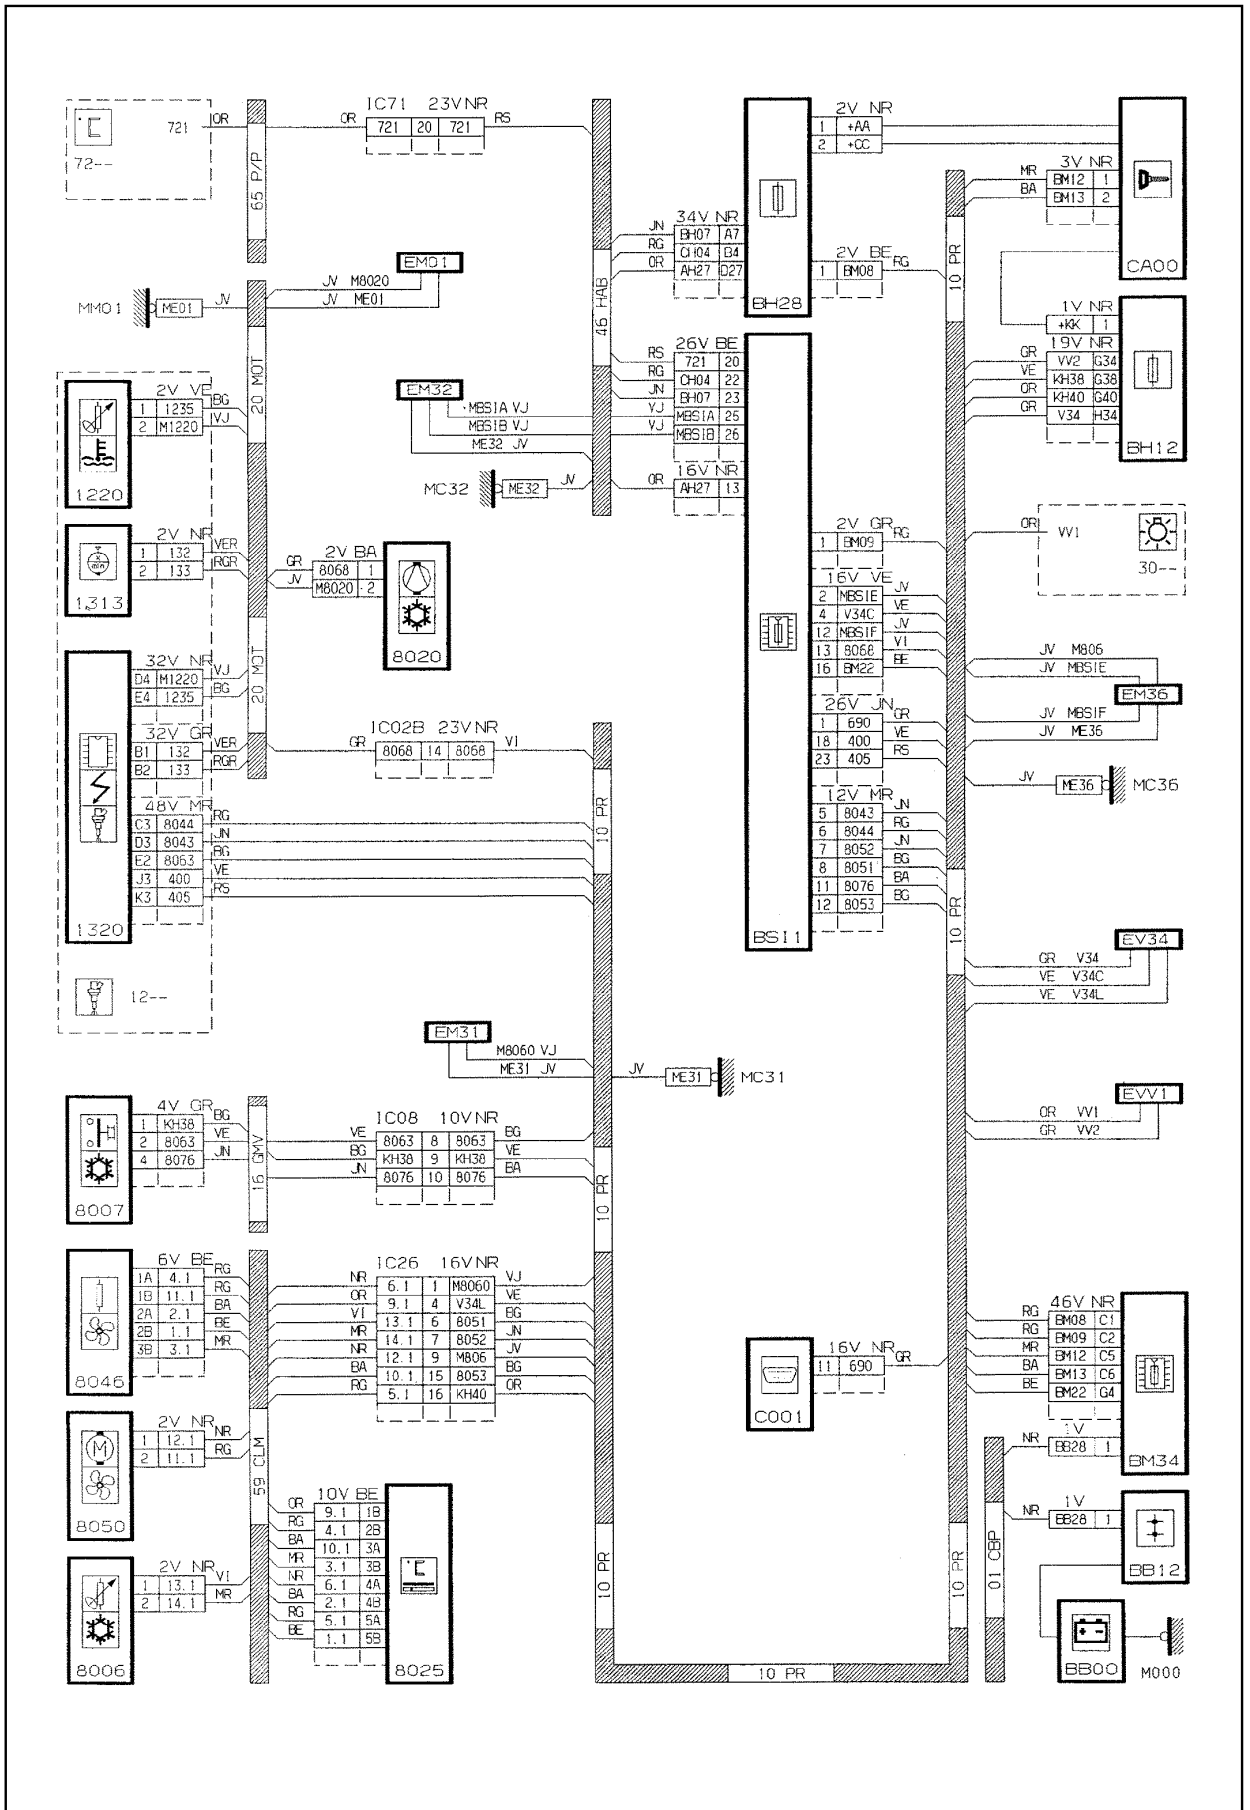 721 OR
72--
65 P/P
OR
IC71 23VNR
721 20 721
RS
MM01
ME01
JV
EM01
JV M8020
JV ME01
20 MOT
46 HAB
EM32
MBSIA VJ
MBSIB VJ
ME32 JV
MC32
ME32
JV
2V VE
1 1235 BG
2 M1220 VJ
1220
2V NR
1 132 VER
2 133 RGR
1313
GR
JV
2V BA
8068 1
M8020 2
8020
32V NR
D4 M1220 VJ
E4 1235 BG
20 MOT
32V GR
B1 132 VER
B2 133 RGR
48V MR
C3 8044 RG
D3 8043 JN
E2 8063 BG
J3 400 VE
K3 405 RS
1320
12--
GR
IC02B 23VNR
8068 14 8068
VI
10 PR
EM31
M8060 VJ
ME31 JV
JV
ME31
MC31
4V GR
1 KH38 BG
2 8063 VE
4 8076 JN
8007
16 GMV
IC08 10VNR
VE 8063 8 8063 BG
BG KH38 9 KH38 VE
JN 8076 10 8076 BA
10 PR
6V BE
1A 4.1 RG
1B 11.1 RG
2A 2.1 BA
2B 1.1 BE
3B 3.1 MR
8046
IC26 16VNR
NR 6.1 1 M8060 VJ
OR 9.1 4 V34L VE
VI 13.1 6 8051 BG
MR 14.1 7 8052 JN
NR 12.1 9 M806 JV
BA 10.1 15 8053 BG
RG 5.1 16 KH40 OR
2V NR
1 12.1 NR
2 11.1 RG
8050
59 CLM
10V BE
OR 9.1 1B
RG 4.1 2B
BA 10.1 3A
MR 3.1 3B
NR 6.1 4A
BA 2.1 4B
RG 5.1 5A
BE 1.1 5B
8025
2V NR
1 13.1 VI
2 14.1 MR
8006
10 PR
10 PR
34V NR
JN BH07 A7
RG CH04 B4
OR AH27 D27
BH28
2V NR
1 +AA
2 +CC
2V BE
1 BM08 RG
10 PR
3V NR
MR BM12 1
BA BM13 2
CA00
1V NR
+KK 1
19V NR
GR VV2 G34
VE KH38 G38
OR KH40 G40
GR V34 H34
BH12
26V BE
RS 721 20
RG CH04 22
JN BH07 23
VJ MBSIA 25
VJ MBSIB 26
16V NR
OR AH27 13
2V GR
1 BM09 RG
16V VE
2 MBSIE JV
4 V34C VE
12 MBSIF JV
13 8068 VI
16 BM22 BE
26V JN
1 690 GR
18 400 VE
23 405 RS
12V MR
5 8043 JN
6 8044 RG
7 8052 JN
8 8051 BG
11 8076 BA
12 8053 BG
BSI1
10 PR
OR VV1
30--
JV M806
JV MBSIE
EM36
JV MBSIF
JV ME36
JV
ME36
MC36
EV34
GR V34
VE V34C
VE V34L
EVV1
OR VV1
GR VV2
16V NR
11 690 GR
C001
46V NR
RG BM08 C1
RG BM09 C2
MR BM12 C5
BA BM13 C6
BE BM22 G4
1V
NR BB28 1
BM34
1V
NR BB28 1
BB12
01 CBP
10 PR
BB00
M000